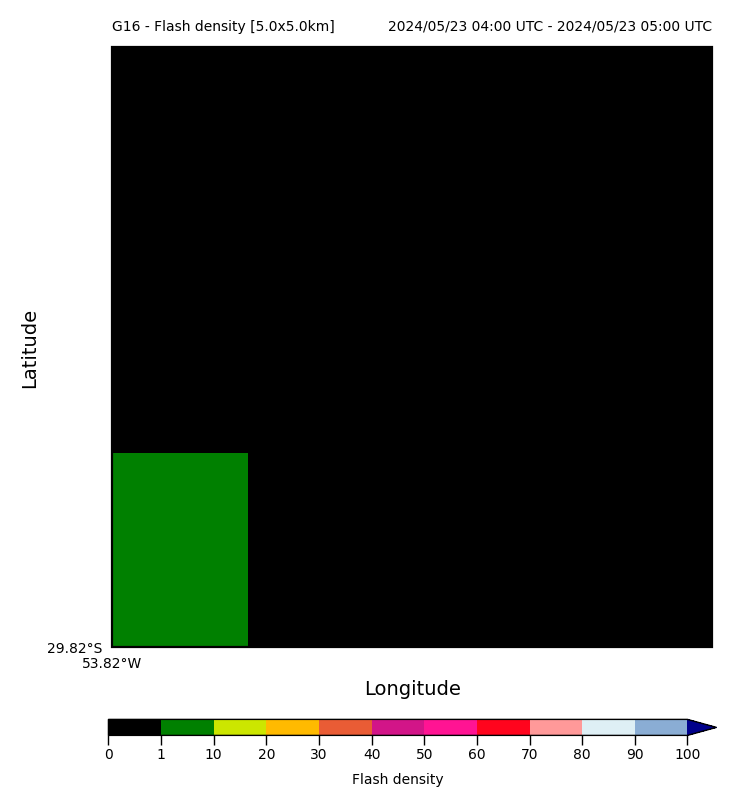 G16 - Flash density [5.0x5.0km] 2024/05/23 04:00 UTC - 2024/05/23 05:00 UTC
Latitude
29.82°S
53.82°W
Longitude
0 1 10 20 30 40 50 60 70 80 90 100
Flash density